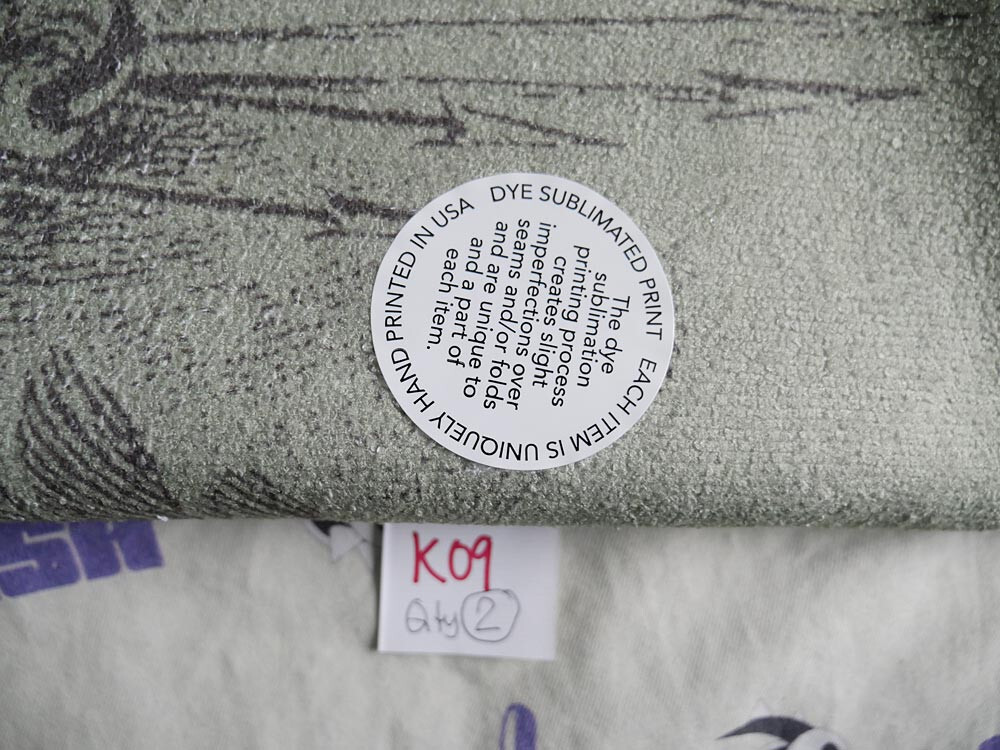 DYE SUBLIMATED PRINT EACH ITEM IS UNIQUELY HAND PRINTED IN USA
The dye
sublimation
printing process
creates slight
imperfections over
seams and/or folds
and are unique to
and a part of
each item.
SH
K09
Qty 2